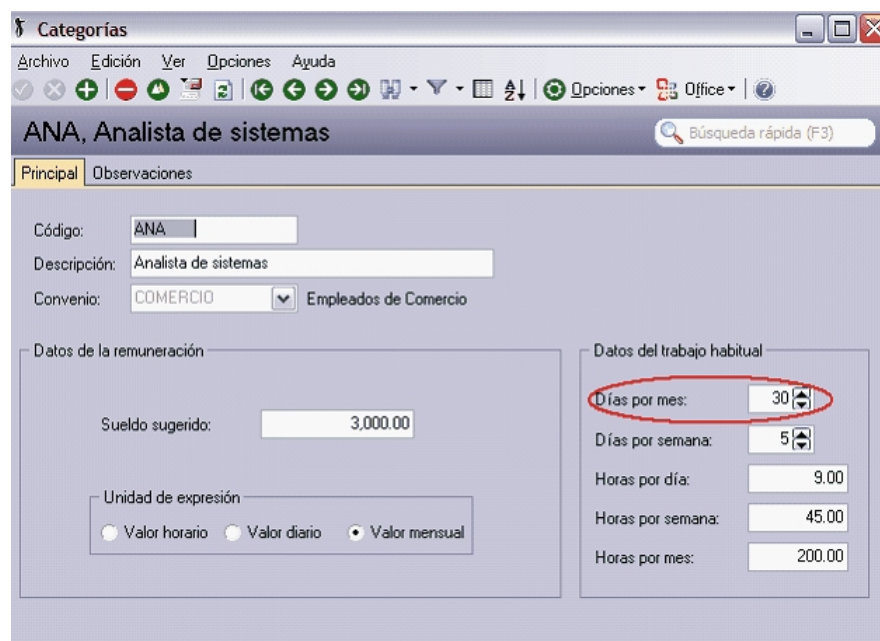 Categorías
Archivo Edición Ver Opciones Ayuda
Opciones Office
ANA, Analista de sistemas
Búsqueda rápida (F3)
Principal Observaciones
Código: ANA
Descripción: Analista de sistemas
Convenio: COMERCIO Empleados de Comercio
Datos de la remuneración
Sueldo sugerido: 3,000.00
Unidad de expresión
Valor horario Valor diario Valor mensual
Datos del trabajo habitual
Días por mes: 30
Días por semana: 5
Horas por día: 9.00
Horas por semana: 45.00
Horas por mes: 200.00